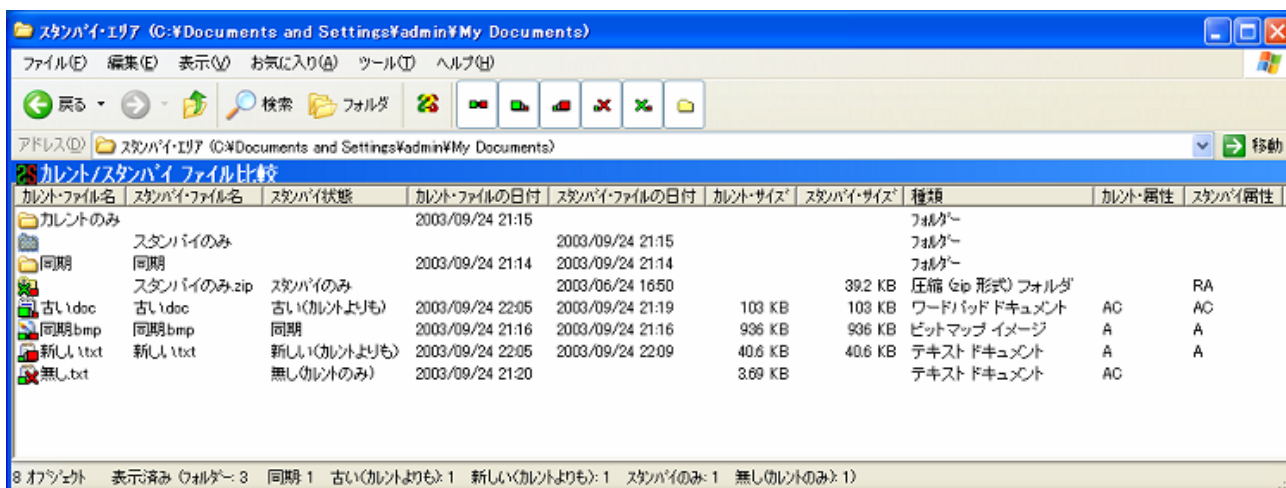 スタンバイ・エリア (C:¥Documents and Settings¥admin¥My Documents)
ファイル(F) 編集(E) 表示(V) お気に入り(A) ツール(T) ヘルプ(H)
戻る 検索 フォルダ
アドレス(D) スタンバイ・エリア (C:¥Documents and Settings¥admin¥My Documents) 移動
カレント/スタンバイ ファイル比較
カレント・ファイル名 スタンバイ・ファイル名 スタンバイ状態 カレント・ファイルの日付 スタンバイ・ファイルの日付 カレント・サイズ スタンバイ・サイズ 種類 カレント・属性 スタンバイ属性
カレントのみ 2003/09/24 21:15 フォルダー
スタンバイのみ 2003/09/24 21:15 フォルダー
同期 同期 2003/09/24 21:14 2003/09/24 21:14 フォルダー
スタンバイのみ.zip スタンバイのみ 2003/06/24 16:50 39.2 KB 圧縮 (zip 形式) フォルダ RA
古い.doc 古い.doc 古い(カレントよりも) 2003/09/24 22:05 2003/09/24 21:19 103 KB 103 KB ワードパッド ドキュメント AC AC
同期.bmp 同期.bmp 同期 2003/09/24 21:16 2003/09/24 21:16 936 KB 936 KB ビットマップ イメージ A A
新しい.txt 新しい.txt 新しい(カレントよりも) 2003/09/24 22:05 2003/09/24 22:09 40.6 KB 40.6 KB テキスト ドキュメント A A
無し.txt 無し(カレントのみ) 2003/09/24 21:20 3.69 KB テキスト ドキュメント AC
8 オブジェクト 表示済み (フォルダー: 3 同期: 1 古い(カレントよりも): 1 新しい(カレントよりも): 1 スタンバイのみ: 1 無し(カレントのみ): 1)